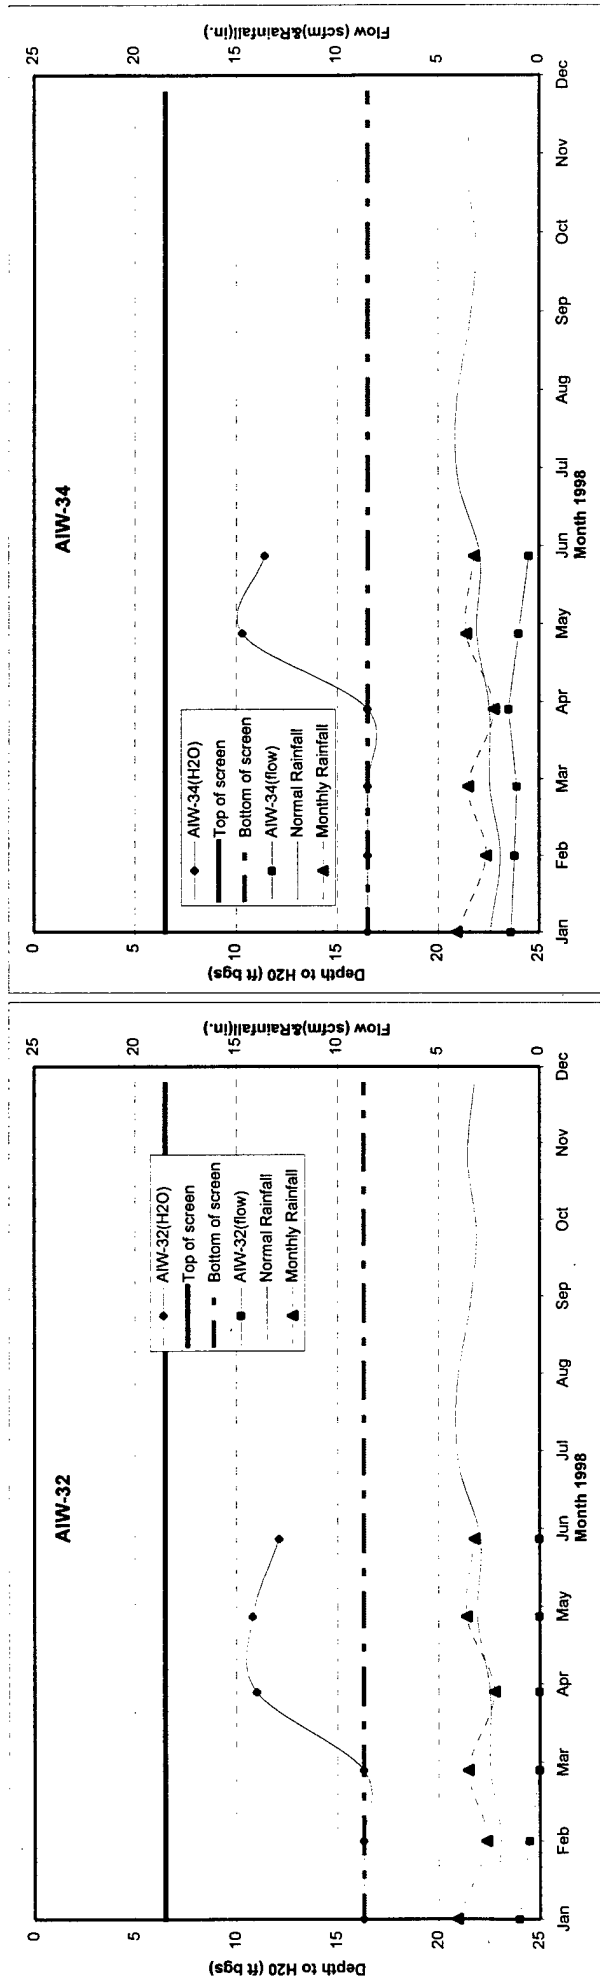 AIW-32
0
5
10
15
20
25
Depth to H20 (ft bgs)
25
20
15
10
5
0
Flow (scfm)&Rainfall(in.)
AIW-32(H2O)
Top of screen
Bottom of screen
AIW-32(flow)
Normal Rainfall
Monthly Rainfall
Jan Feb Mar Apr May Jun Jul Aug Sep Oct Nov Dec
Month 1998
AIW-34
0
5
10
15
20
25
Depth to H20 (ft bgs)
25
20
15
10
5
0
Flow (scfm)&Rainfall(in.)
AIW-34(H2O)
Top of screen
Bottom of screen
AIW-34(flow)
Normal Rainfall
Monthly Rainfall
Jan Feb Mar Apr May Jun Jul Aug Sep Oct Nov Dec
Month 1998